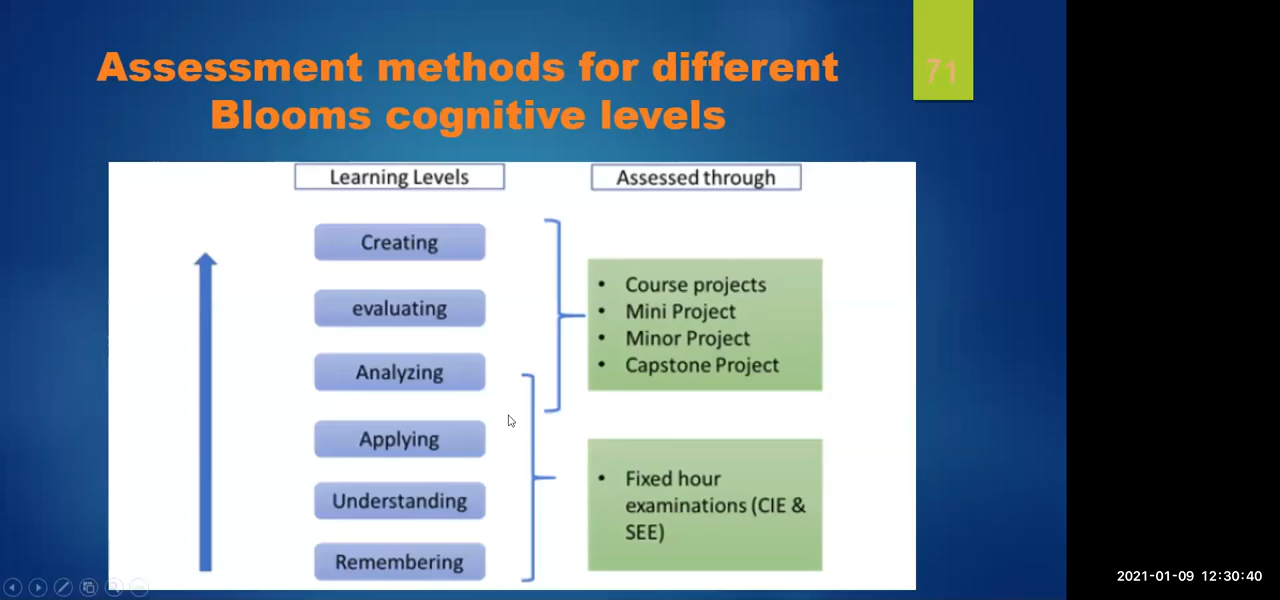 Assessment methods for different
Blooms cognitive levels
71
Learning Levels
Assessed through
Creating
evaluating
Analyzing
Applying
Understanding
Remembering
• Course projects
• Mini Project
• Minor Project
• Capstone Project
• Fixed hour
examinations (CIE &
SEE)
2021-01-09 12:30:40